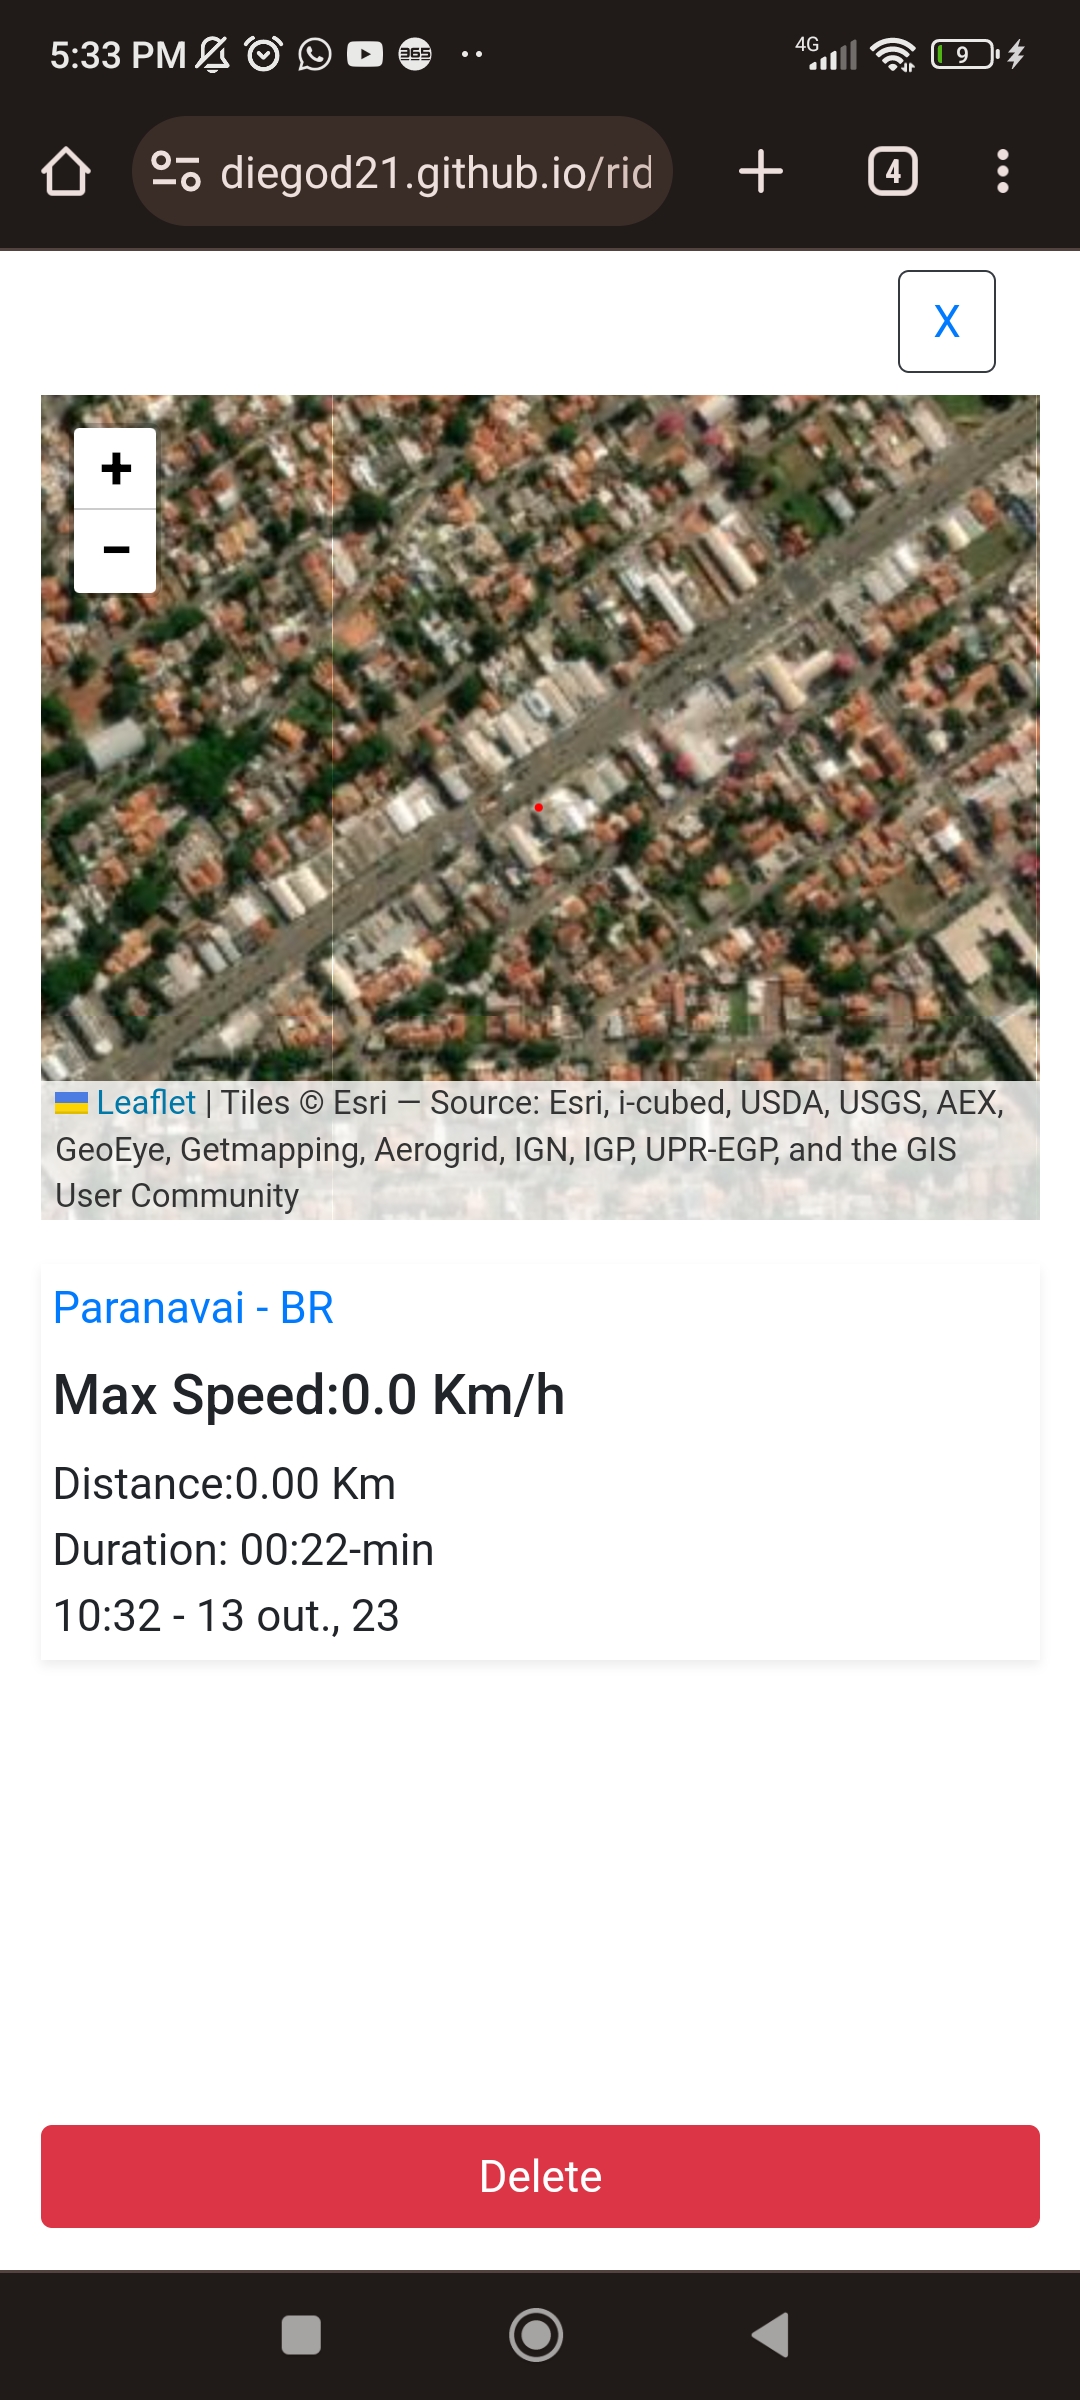 5:33 PM 365 4G 9
diegod21.github.io/rid
4
X
+
−
Leaflet | Tiles © Esri — Source: Esri, i-cubed, USDA, USGS, AEX,
GeoEye, Getmapping, Aerogrid, IGN, IGP, UPR-EGP, and the GIS
User Community
Paranavai - BR
Max Speed:0.0 Km/h
Distance:0.00 Km
Duration: 00:22-min
10:32 - 13 out., 23
Delete